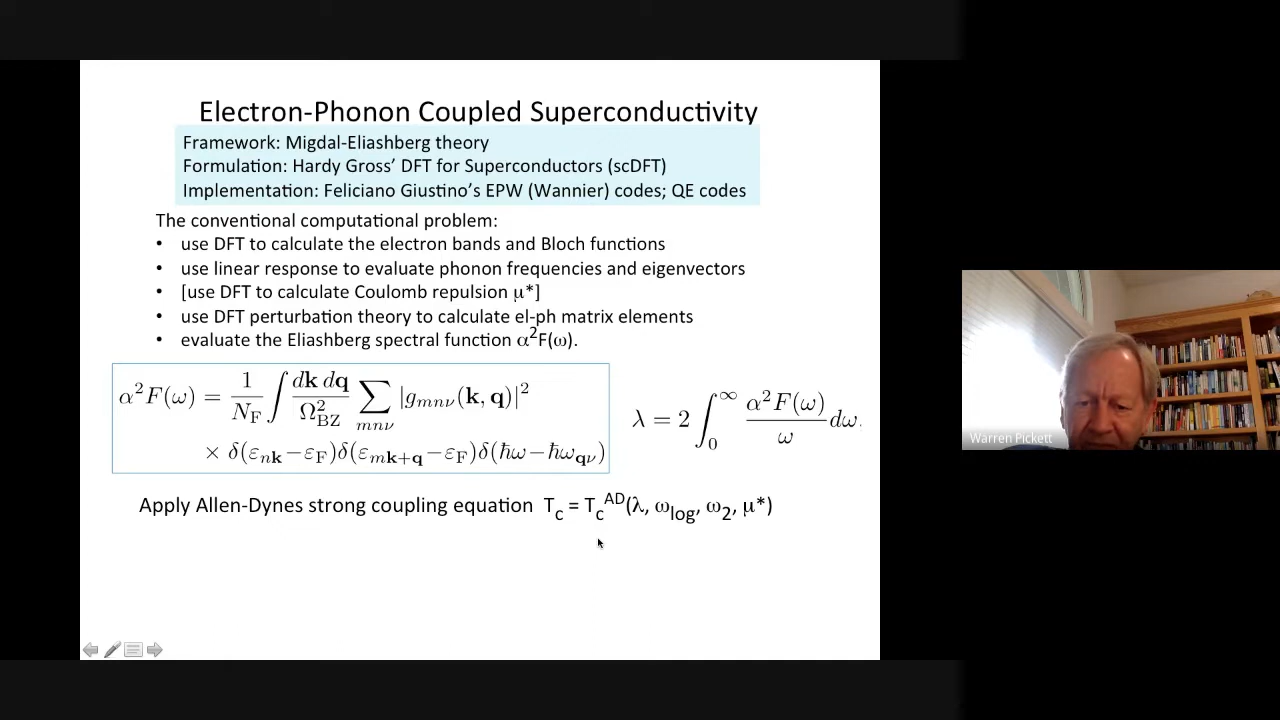 Electron-Phonon Coupled Superconductivity
Framework: Migdal-Eliashberg theory
Formulation: Hardy Gross' DFT for Superconductors (scDFT)
Implementation: Feliciano Giustino's EPW (Wannier) codes; QE codes
The conventional computational problem:
• use DFT to calculate the electron bands and Bloch functions
• use linear response to evaluate phonon frequencies and eigenvectors
• [use DFT to calculate Coulomb repulsion μ*]
• use DFT perturbation theory to calculate el-ph matrix elements
• evaluate the Eliashberg spectral function α²F(ω).
α²F(ω) = 1/N_F ∫ dk dq/Ω²_BZ ∑_mnν |g_mnν(k, q)|²
× δ(ε_nk−ε_F)δ(ε_mk+q−ε_F)δ(ħω−ħω_qν)
λ = 2 ∫_0^∞ α²F(ω)/ω dω.
Apply Allen-Dynes strong coupling equation T_c = T_c^AD(λ, ω_log, ω_2, μ*)
Warren Pickett